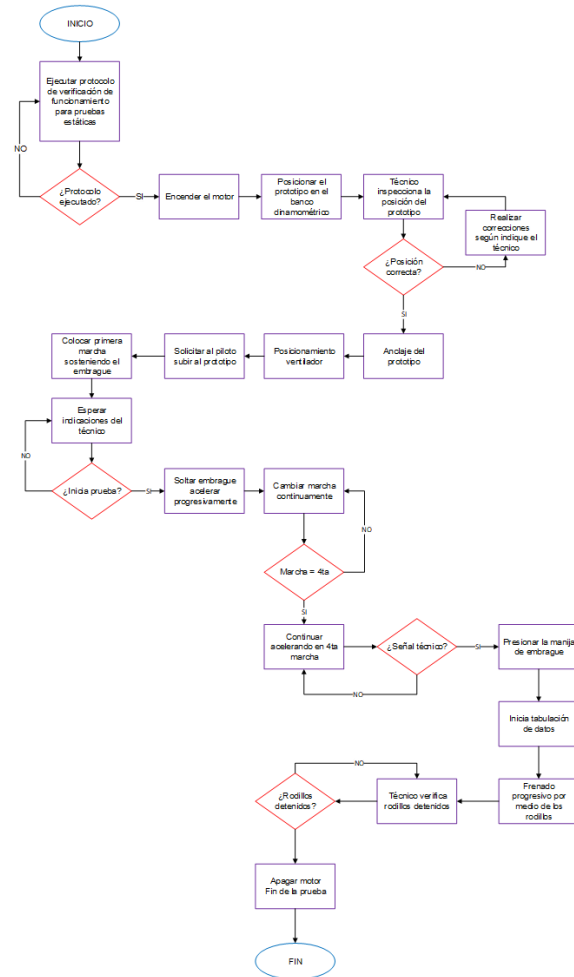 INICIO
Ejecutar protocolo
de verificación de
funcionamiento
para pruebas
estáticas
NO
¿Protocolo
ejecutado?
SI
Encender el motor
Posicionar el
prototipo en el
banco
dinamométrico
Técnico
inspecciona la
posición del
prototipo
Realizar
correcciones
según indique el
técnico
¿Posición
correcta?
NO
SI
Colocar primera
marcha
sosteniendo el
embrague
Solicitar al piloto
subir al prototipo
Posicionamiento
ventilador
Anclaje del
prototipo
Esperar
indicaciones del
técnico
NO
¿Inicia prueba?
SI
Soltar embrague
acelerar
progresivamente
Cambiar marcha
continuamente
NO
Marcha = 4ta
SI
Continuar
acelerando en 4ta
marcha
¿Señal técnico?
SI
Presionar la manija
de embrague
NO
Inicia tabulación
de datos
NO
¿Rodillos
detenidos?
Técnico verifica
rodillos detenidos
Frenado
progresivo por
medio de los
rodillos
Apagar motor
Fin de la prueba
FIN